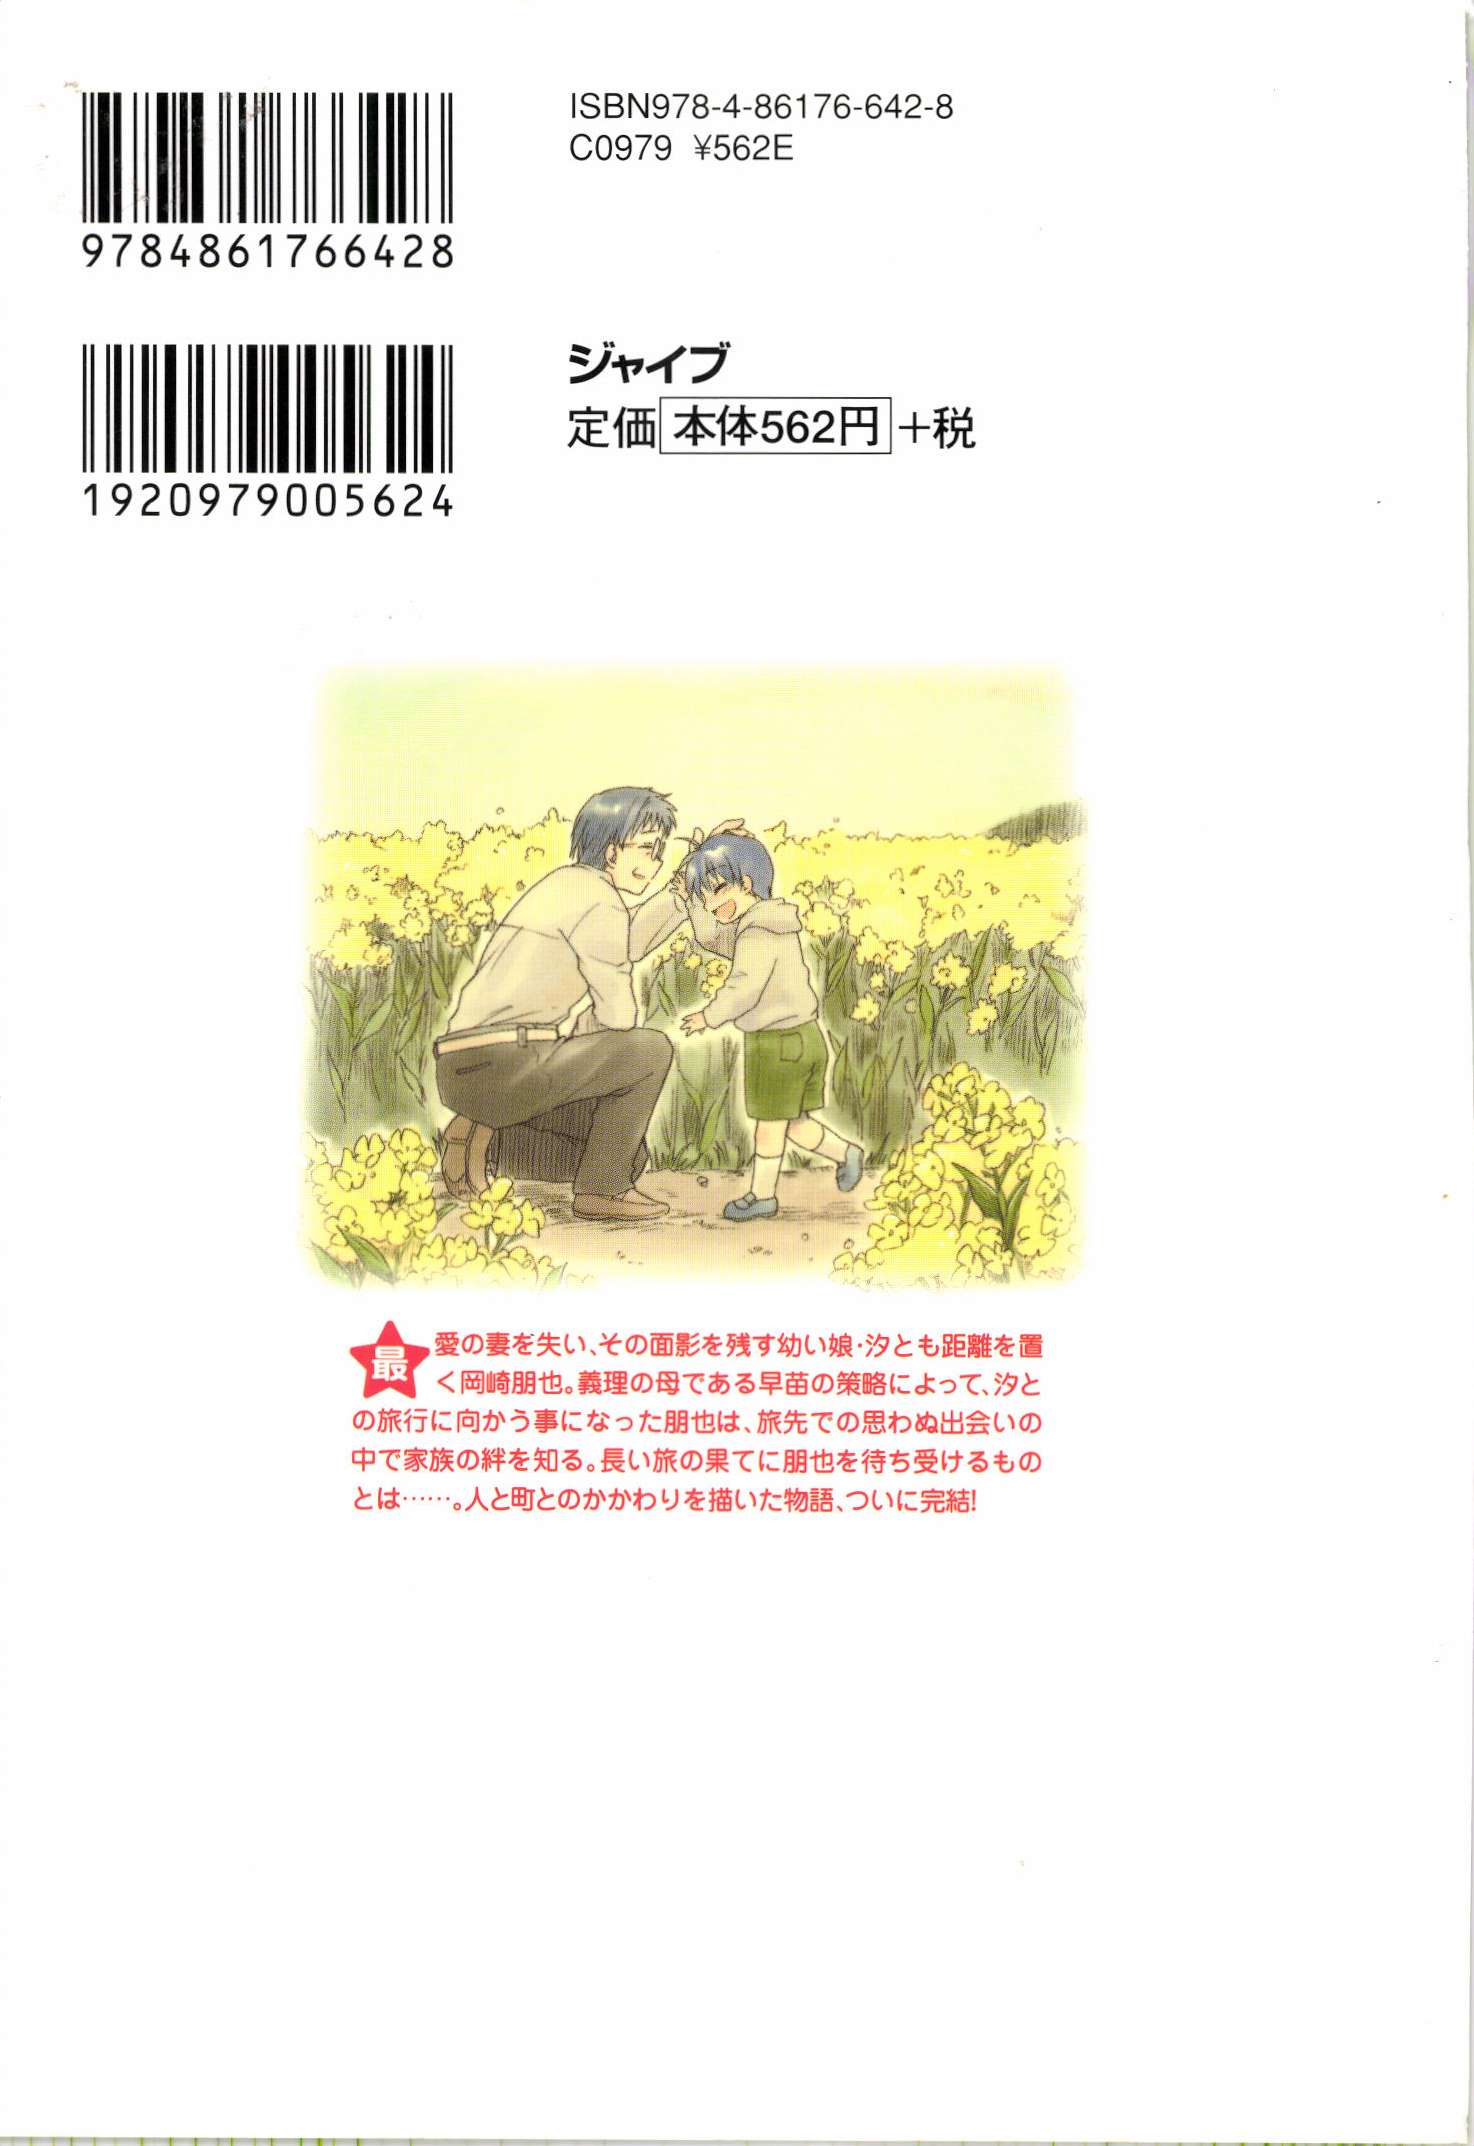 ISBN978-4-86176-642-8
C0979 ¥562E
9784861766428
ジャイブ
定価 本体562円 +税
1920979005624
最愛の妻を失い、その面影を残す幼い娘・汐とも距離を置
く岡崎朋也。義理の母である早苗の策略によって、汐と
の旅行に向かう事になった朋也は、旅先での思わぬ出会いの
中で家族の絆を知る。長い旅の果てに朋也を待ち受けるもの
とは……。人と町とのかかわりを描いた物語、ついに完結!